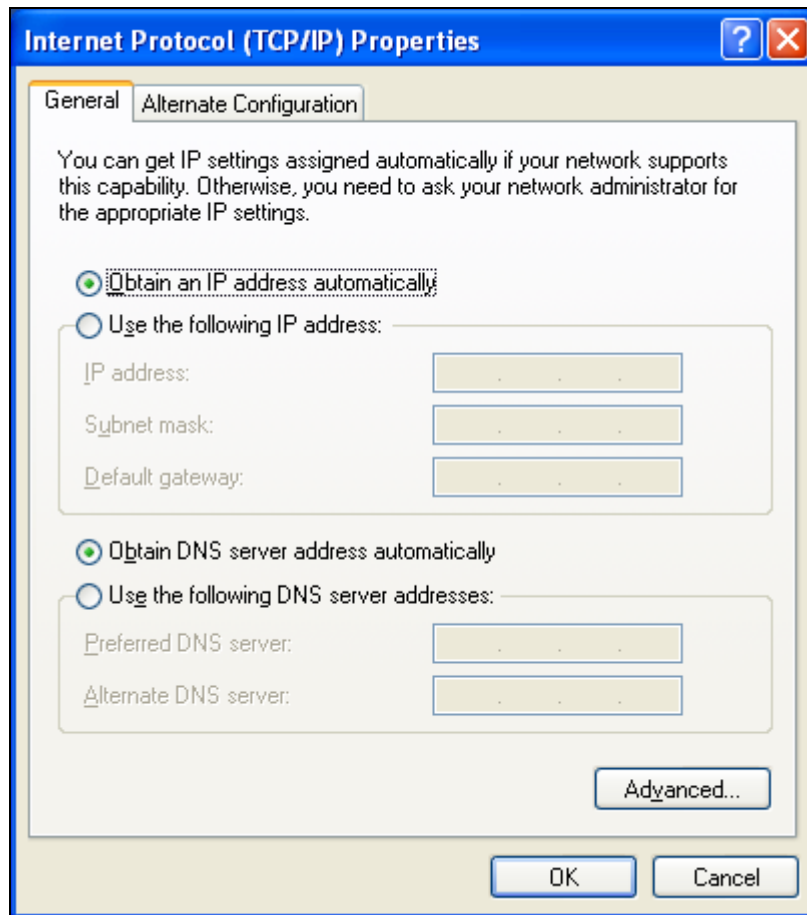 Internet Protocol (TCP/IP) Properties
General
Alternate Configuration
You can get IP settings assigned automatically if your network supports
this capability. Otherwise, you need to ask your network administrator for
the appropriate IP settings.
Obtain an IP address automatically
Use the following IP address:
IP address:
Subnet mask:
Default gateway:
Obtain DNS server address automatically
Use the following DNS server addresses:
Preferred DNS server:
Alternate DNS server:
Advanced...
OK
Cancel